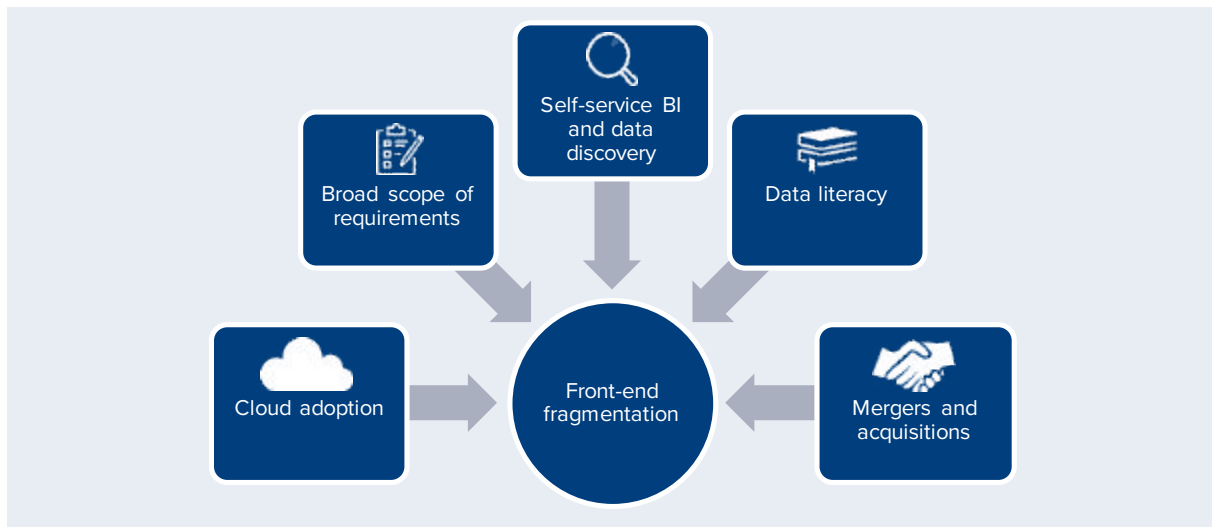 Self-service BI
and data
discovery
Broad scope of
requirements
Data literacy
Cloud adoption
Front-end
fragmentation
Mergers and
acquisitions